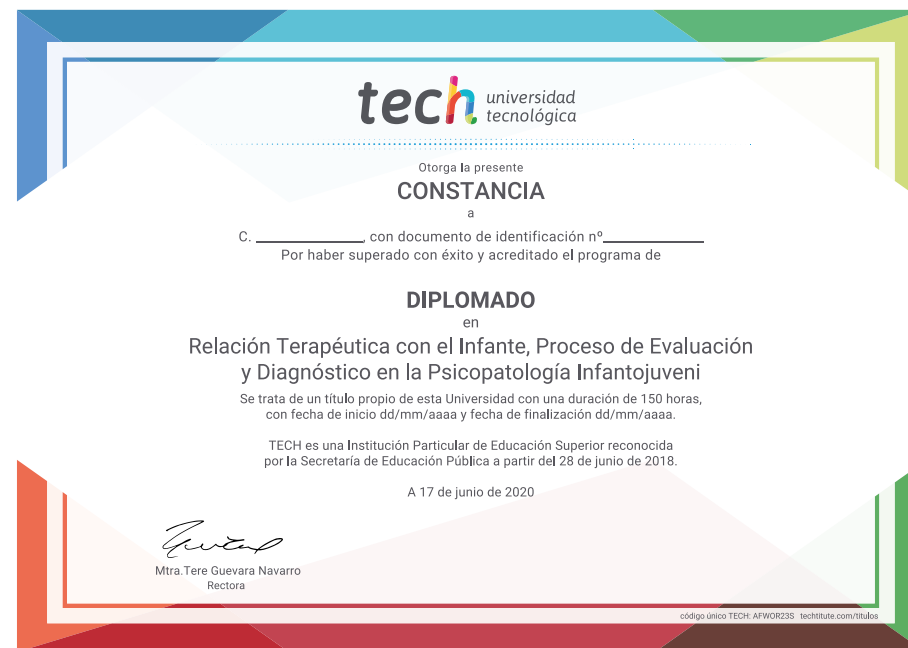 tech universidad
tecnológica
Otorga la presente
CONSTANCIA
a
C. ____________, con documento de identificación nº____________
Por haber superado con éxito y acreditado el programa de
DIPLOMADO
en
Relación Terapéutica con el Infante, Proceso de Evaluación
y Diagnóstico en la Psicopatología Infantojuveni
Se trata de un título propio de esta Universidad con una duración de 150 horas,
con fecha de inicio dd/mm/aaaa y fecha de finalización dd/mm/aaaa.
TECH es una Institución Particular de Educación Superior reconocida
por la Secretaría de Educación Pública a partir del 28 de junio de 2018.
A 17 de junio de 2020
Mtra.Tere Guevara Navarro
Rectora
código único TECH: AFWOR23S techtitute.com/títulos